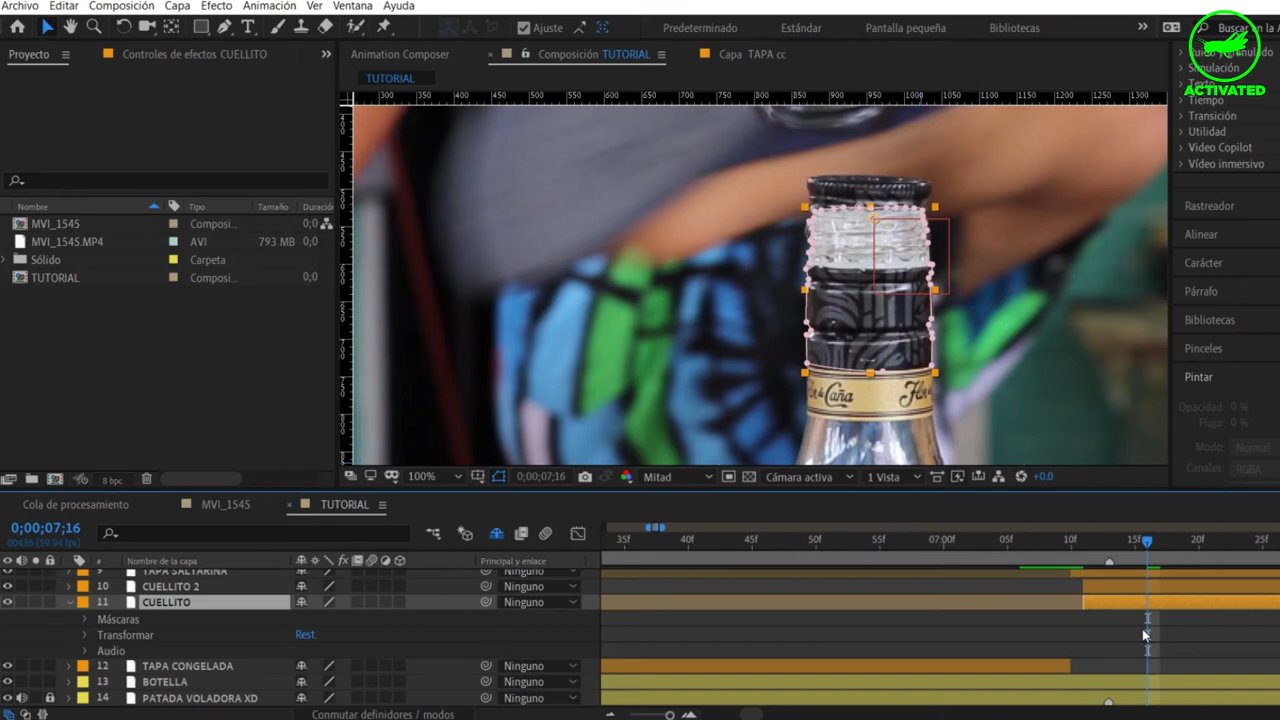 Archivo Editar Composición Capa Efecto Animación Ver Ventana Ayuda
Ajuste Predeterminado Estándar Pantalla pequeña Bibliotecas Buscar en la A
ACTIVATED
Proyecto Controles de efectos CUELLITO
Animation Composer Composición TUTORIAL Capa TAPA cc
TUTORIAL
300 350 400 450 500 550 600 650 700 750 800 850 900 950 1000 1050 1100 1150 1200 1250 1300
Simulación
Texto
Tiempo
Transición
Utilidad
Video Copilot
Vídeo inmersivo
Rastreador
Alinear
Carácter
Párrafo
Bibliotecas
Pinceles
Pintar
Opacidad: 0 %
Flujo: 0 %
Modo: Normal
Canales: RGBA
Nombre Tipo Tamaño Duración
MVI_1545 Composi... 0;0
MVI_1545.MP4 AVI 793 MB 0;0
Sólido Carpeta
TUTORIAL Composi... 0;0
de Caña Flor
8 bpc
100% 0;00;07;16 Mitad Cámara activa 1 Vista +0.0
Cola de procesamiento MVI_1545 TUTORIAL
0;00;07;16
00436 (59.94 fps)
35f 40f 45f 50f 55f 07:00f 05f 10f 15f 20f 25f
# Nombre de la capa Principal y enlace
9 TAPA SALTARINA Ninguno
10 CUELLITO 2 Ninguno
11 CUELLITO Ninguno
Máscaras
Transformar Rest.
Audio
12 TAPA CONGELADA Ninguno
13 BOTELLA Ninguno
14 PATADA VOLADORA XD Ninguno
Conmutar definidores / modos